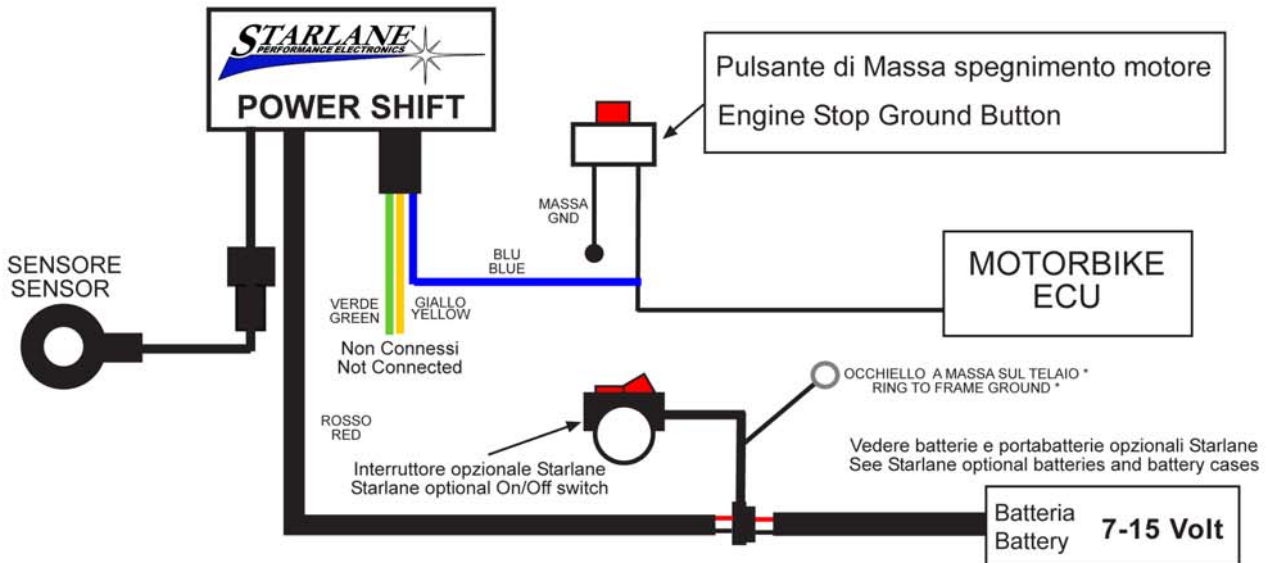 STARLANE
PERFORMANCE ELECTRONICS
POWER SHIFT
Pulsante di Massa spegnimento motore
Engine Stop Ground Button
MASSA
GND
SENSORE
SENSOR
BLU
BLUE
MOTORBIKE
ECU
VERDE
GREEN
GIALLO
YELLOW
Non Connessi
Not Connected
OCCHIELLO A MASSA SUL TELAIO *
RING TO FRAME GROUND *
ROSSO
RED
Interruttore opzionale Starlane
Starlane optional On/Off switch
Vedere batterie e portabatterie opzionali Starlane
See Starlane optional batteries and battery cases
Batteria
Battery
7-15 Volt